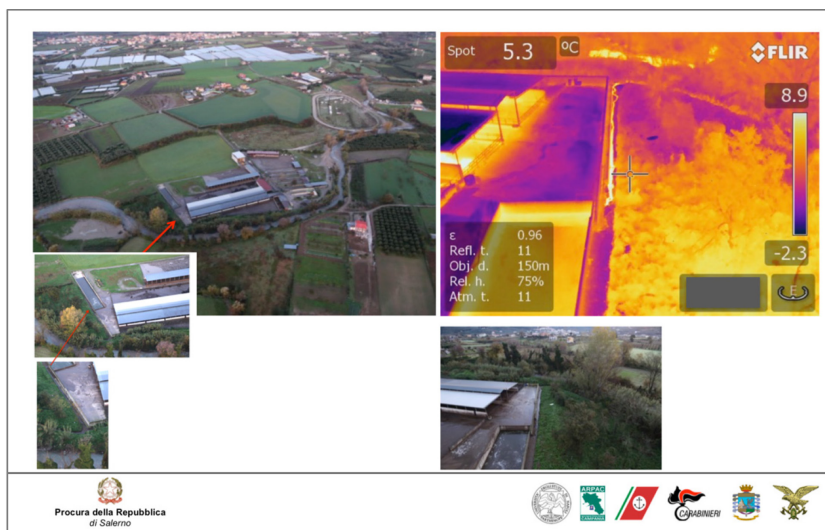 Spot 5.3 °C
FLIR
8.9
ε 0.96
Refl. t. 11
Obj. d. 150m
Rel. h. 75%
Atm. t. 11
-2.3
E
Procura della Repubblica
di Salerno
ARPAC
CAMPANIA
CARABINIERI